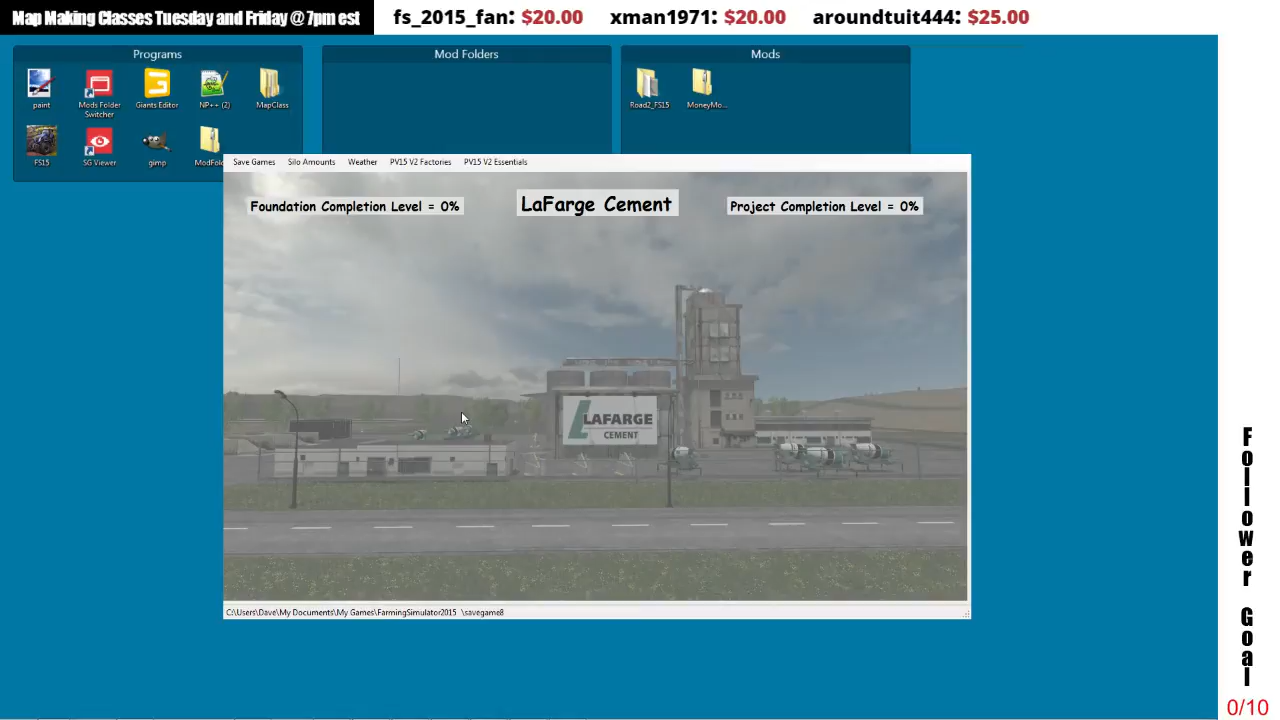 Map Making Classes Tuesday and Friday @ 7pm est
fs_2015_fan: $20.00 xman1971: $20.00 aroundtuit444: $25.00
Programs
Mod Folders
Mods
paint
Mods Folder Switcher
Giants Editor
NP++ (2)
MapClass
Road2_FS15
MoneyMo...
FS15
SG Viewer
gimp
ModFol
Save Games Silo Amounts Weather PV15 V2 Factories PV15 V2 Essentials
Foundation Completion Level = 0%
LaFarge Cement
Project Completion Level = 0%
LAFARGE
CEMENT
C:\Users\Dave\My Documents\My Games\FarmingSimulator2015 \savegame8
Follower Goal
0/10